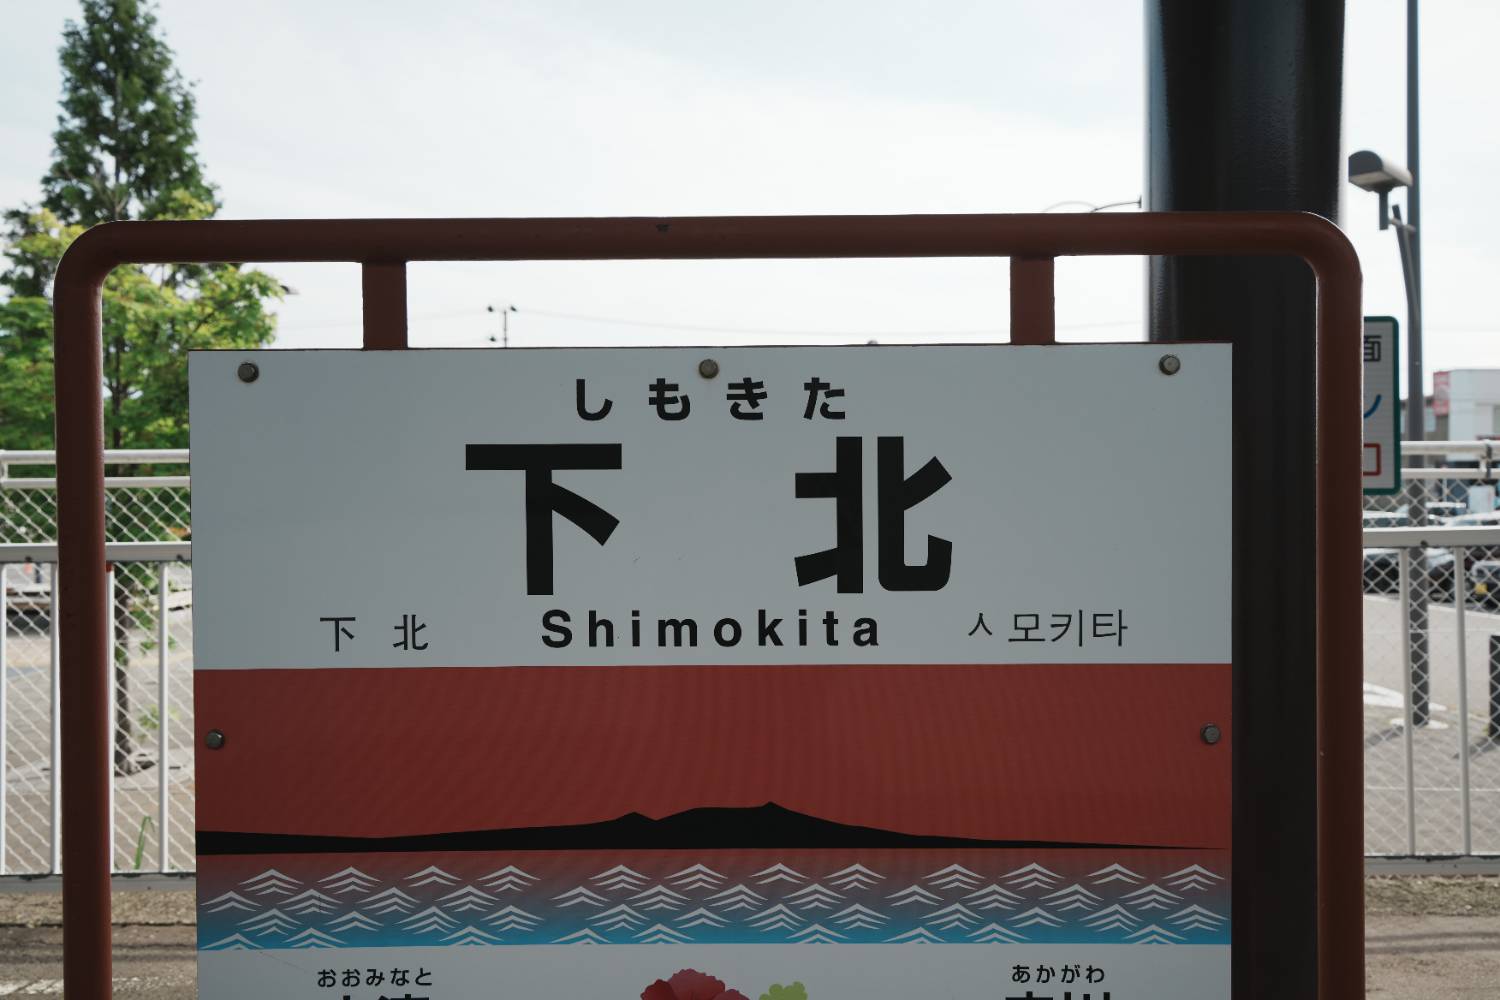 しもきた
下北
下北 Shimokita ㅅ모키타
おおみなと あかがわ